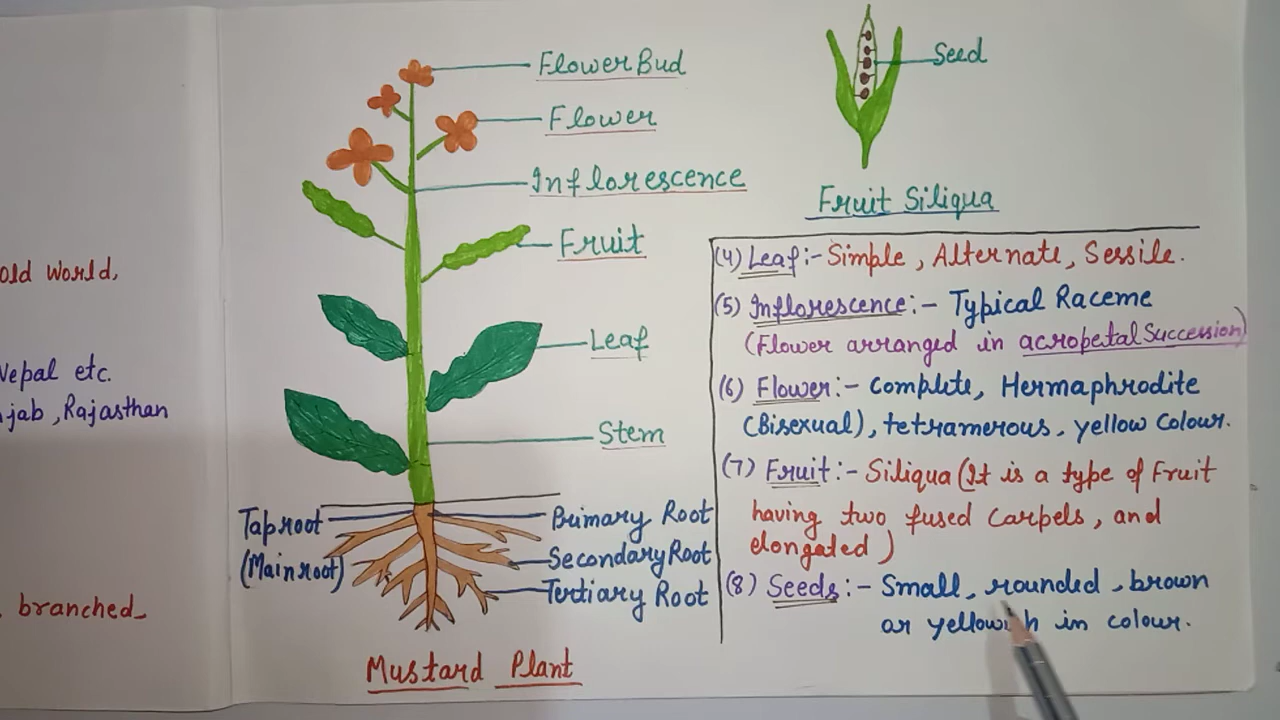 old World,
Nepal etc.
jab, Rajasthan
branched
Flower Bud
Flower
Inflorescence
Fruit
Leaf
Stem
Taproot
(Main root)
Primary Root
Secondary Root
Tertiary Root
Mustard Plant
Seed
Fruit Siliqua
(4) Leaf:- Simple, Alternate, Sessile.
(5) Inflorescence:- Typical Raceme
(Flower arranged in acropetal Succession)
(6) Flower:- Complete, Hermaphrodite
(Bisexual), tetramerous, yellow Colour.
(7) Fruit:- Siliqua (It is a type of Fruit
having two fused Carpels, and
elongated)
(8) Seeds:- Small, rounded, brown
or yellowish in colour.